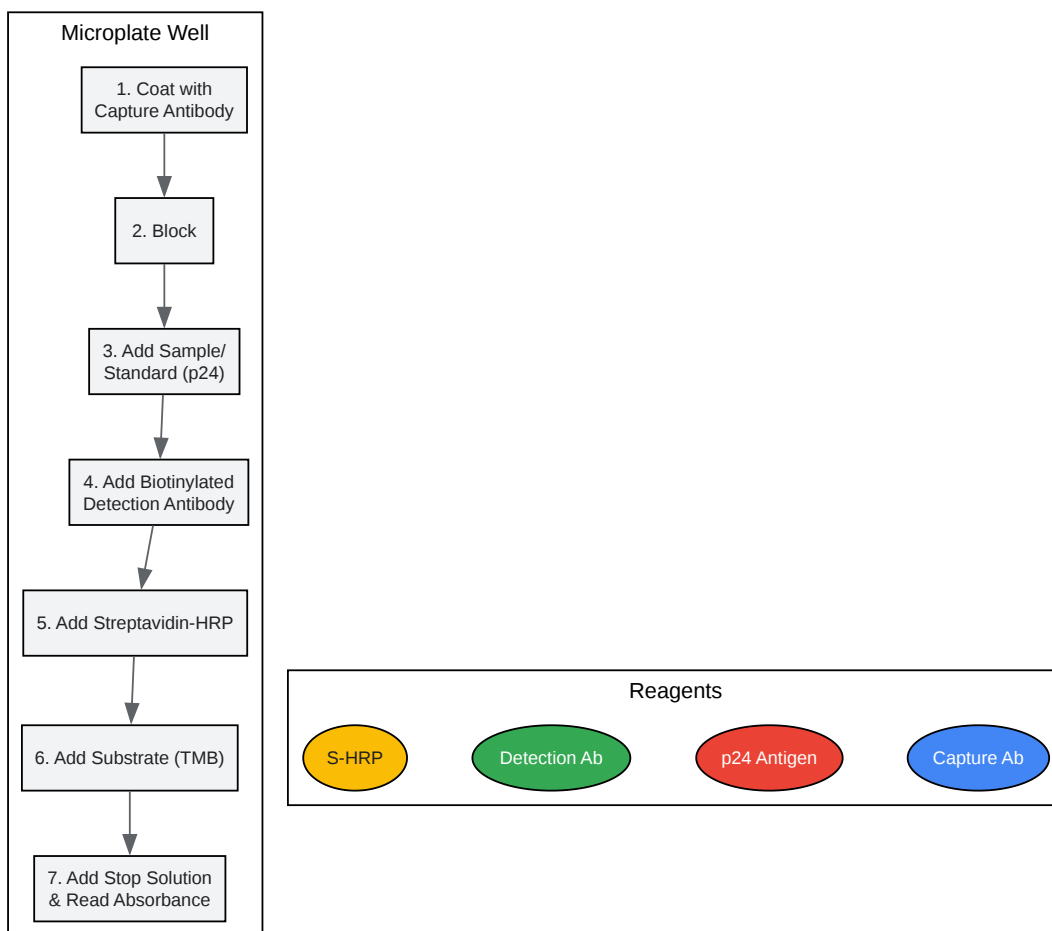 Microplate Well
1. Coat with
Capture Antibody
2. Block
3. Add Sample/
Standard (p24)
4. Add Biotinylated
Detection Antibody
5. Add Streptavidin-HRP
6. Add Substrate (TMB)
7. Add Stop Solution
& Read Absorbance
Reagents
S-HRP
Detection Ab
p24 Antigen
Capture Ab